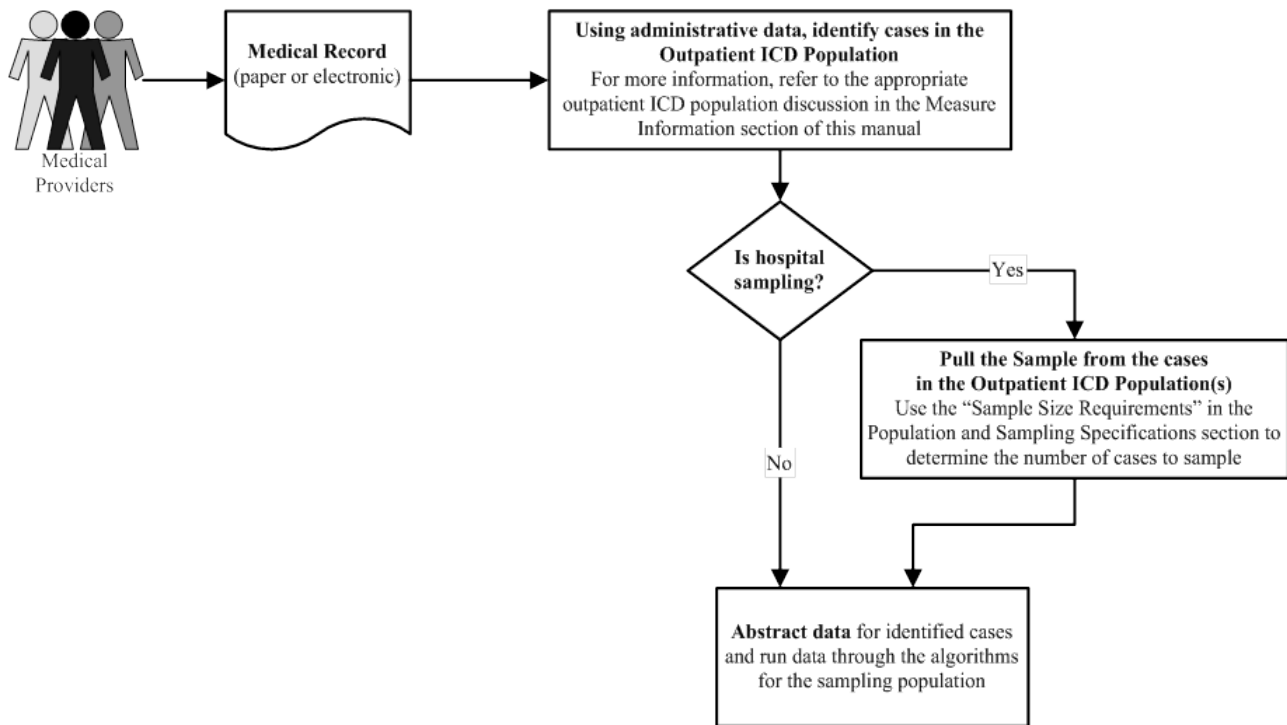 Medical
Providers
Medical Record
(paper or electronic)
Using administrative data, identify cases in the
Outpatient ICD Population
For more information, refer to the appropriate
outpatient ICD population discussion in the Measure
Information section of this manual
Is hospital
sampling?
Yes
Pull the Sample from the cases
in the Outpatient ICD Population(s)
Use the “Sample Size Requirements” in the
Population and Sampling Specifications section to
determine the number of cases to sample
No
Abstract data for identified cases
and run data through the algorithms
for the sampling population